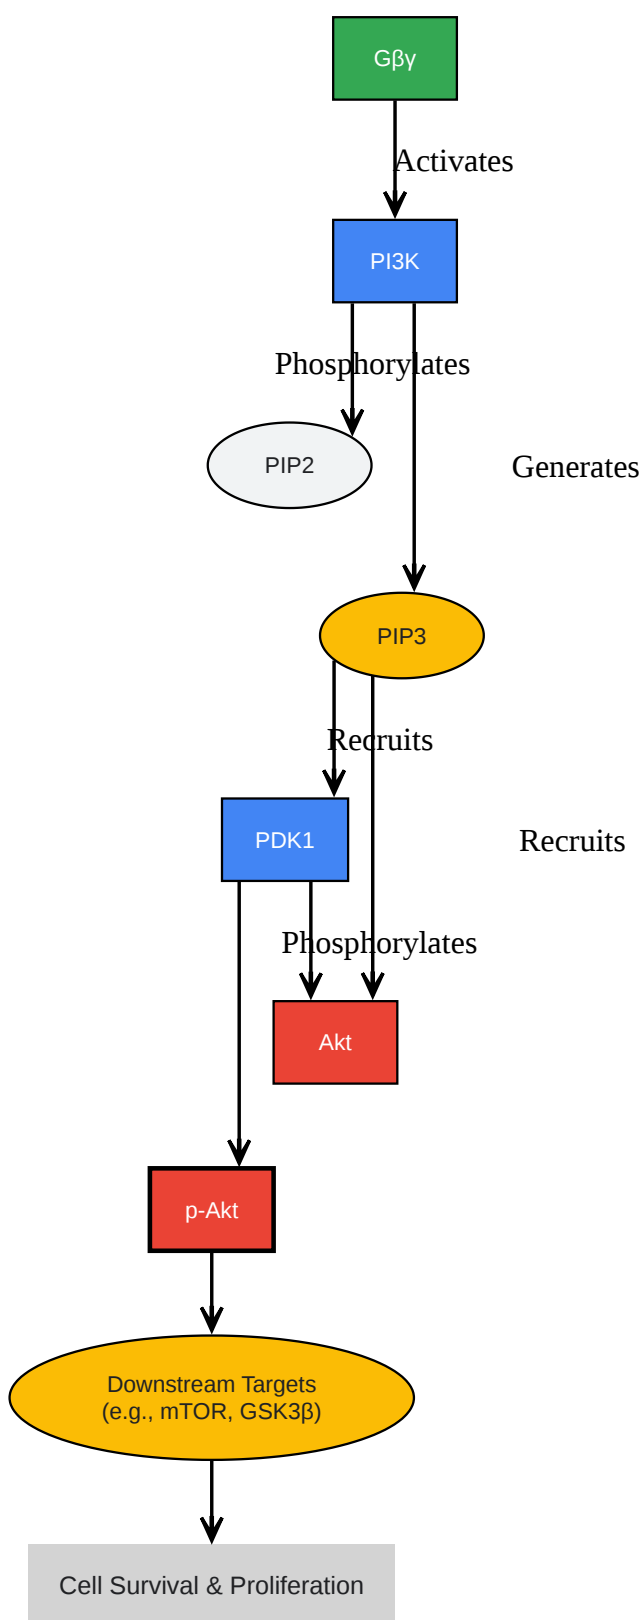 Gβγ
Activates
PI3K
Phosphorylates
PIP2
Generates
PIP3
Recruits
PDK1
Recruits
Phosphorylates
Akt
p-Akt
Downstream Targets
(e.g., mTOR, GSK3β)
Cell Survival & Proliferation